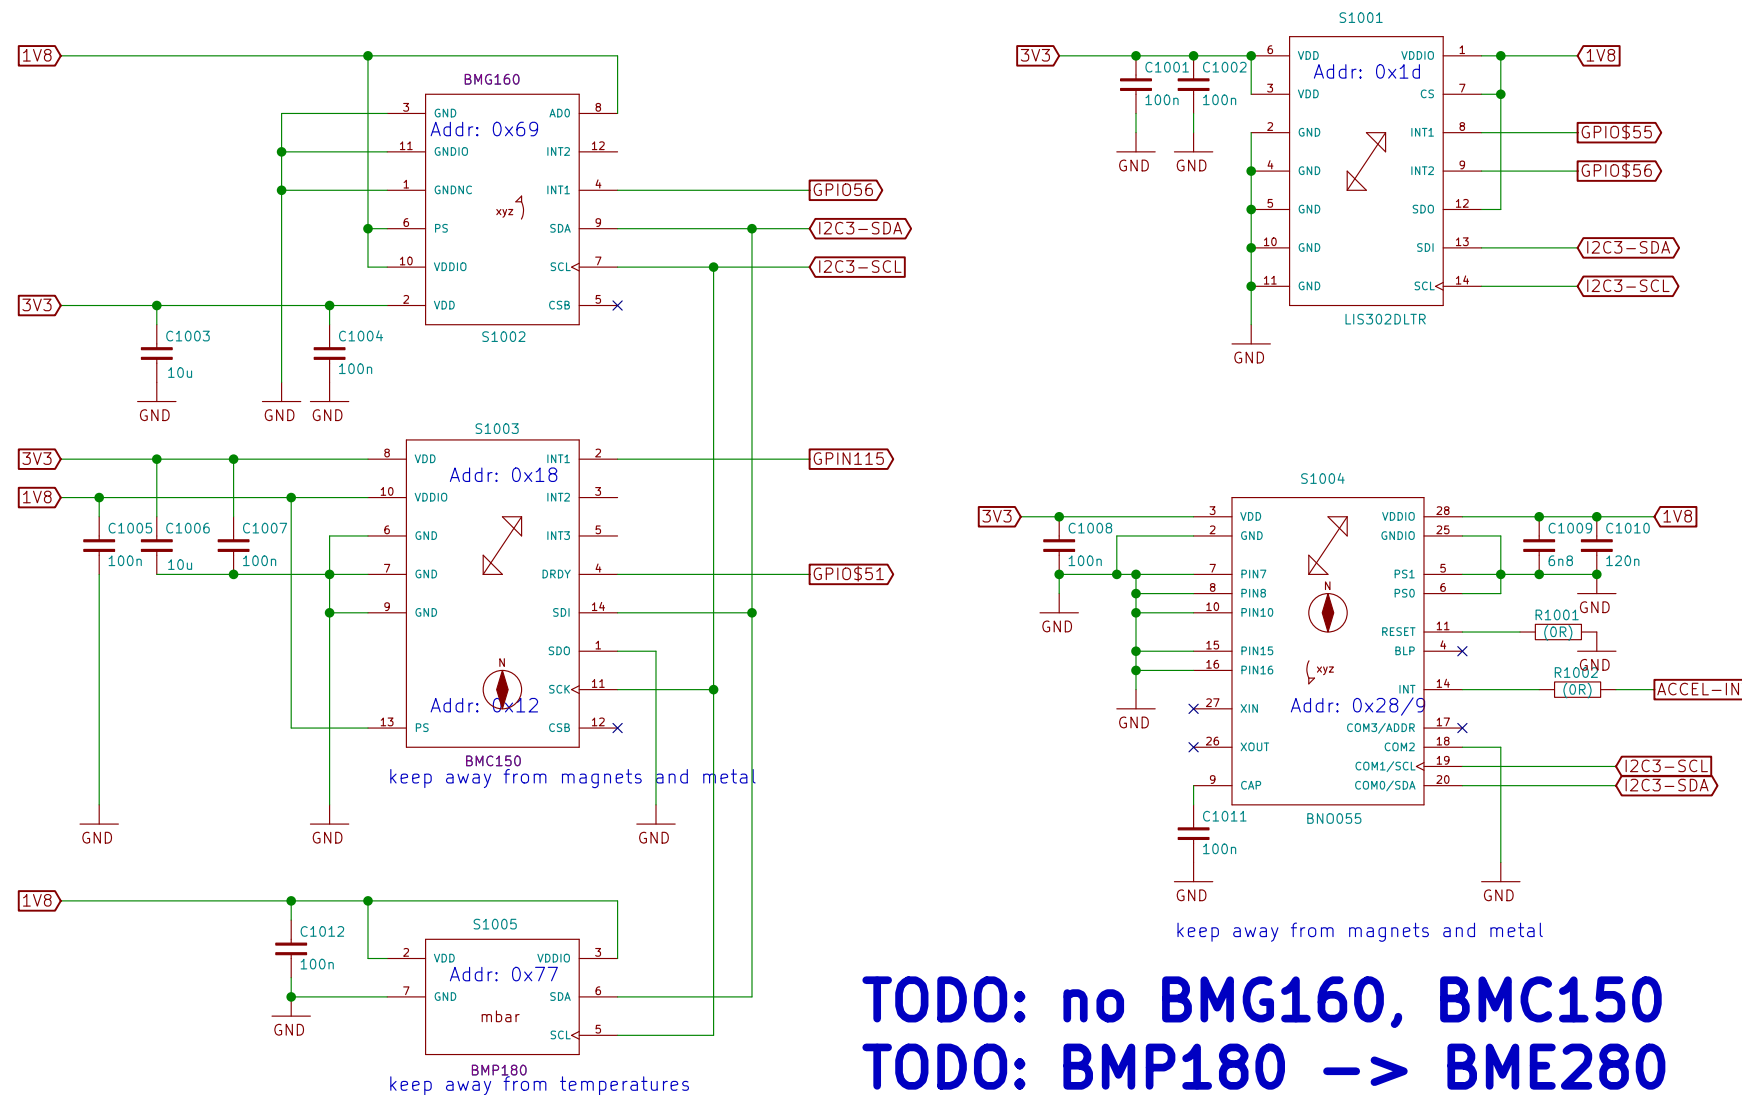 1V8
BMG160
3 GND AD0 8
Addr: 0x69
11 GNDIO INT2 12
1 GNDNC INT1 4 GPIO56
xyz
6 PS SDA 9 I2C3-SDA
10 VDDIO SCL 7 I2C3-SCL
3V3 2 VDD CSB 5
C1003 10u GND
GND
C1004 100n GND
S1002
S1003
3V3 8 VDD INT1 2 GPIN115
Addr: 0x18
1V8 10 VDDIO INT2 3
C1005 100n
C1006 10u
C1007 100n
6 GND INT3 5
7 GND DRDY 4 GPIO$51
9 GND SDI 14
SDO 1
N
SCK 11
Addr: 0x12
13 PS CSB 12
BMC150
keep away from magnets and metal
GND GND GND
1V8
C1012 100n GND
S1005
2 VDD VDDIO 3
Addr: 0x77
7 GND SDA 6
mbar
SCL 5
BMP180
keep away from temperatures
S1001
3V3 6 VDD VDDIO 1 1V8
C1001 100n GND
C1002 100n GND
Addr: 0x1d
3 VDD CS 7
2 GND INT1 8 GPIO$55
4 GND INT2 9 GPIO$56
5 GND SDO 12
10 GND SDI 13 I2C3-SDA
11 GND SCL 14 I2C3-SCL
LIS302DLTR
GND
S1004
3V3 3 VDD VDDIO 28 1V8
C1008 100n GND
C1009 6n8
C1010 120n GND
2 GND GNDIO 25
7 PIN7 PS1 5
8 PIN8 PS0 6
N
10 PIN10
RESET 11 R1001 (0R) GND
15 PIN15 BLP 4
16 PIN16
xyz
INT 14 R1002 (0R) ACCEL-IN
Addr: 0x28/9
GND
27 XIN
COM3/ADDR 17
26 XOUT COM2 18
COM1/SCL 19 I2C3-SCL
9 CAP COM0/SDA 20 I2C3-SDA
C1011 100n GND
BNO055
GND
keep away from magnets and metal
TODO: no BMG160, BMC150
TODO: BMP180 -> BME280